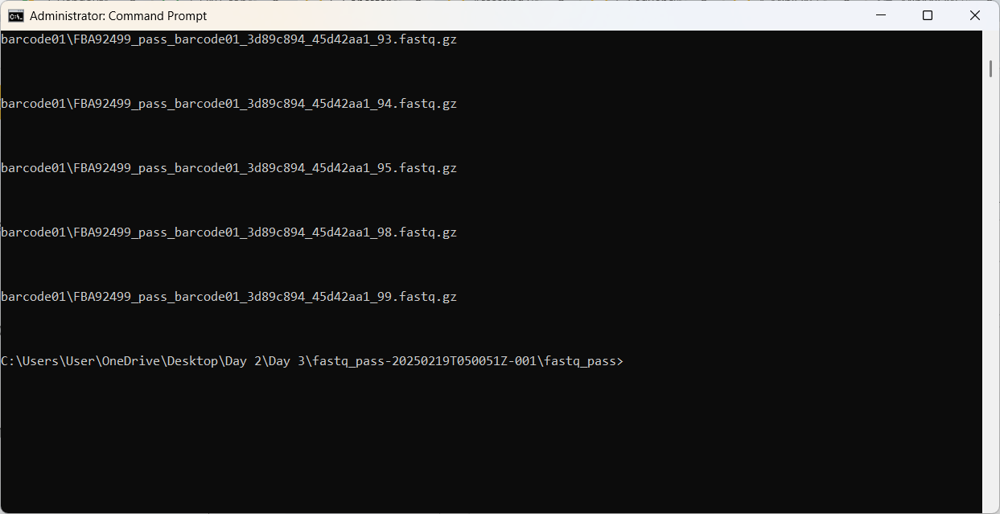 Administrator: Command Prompt
barcode01\FBA92499_pass_barcode01_3d89c894_45d42aa1_93.fastq.gz
barcode01\FBA92499_pass_barcode01_3d89c894_45d42aa1_94.fastq.gz
barcode01\FBA92499_pass_barcode01_3d89c894_45d42aa1_95.fastq.gz
barcode01\FBA92499_pass_barcode01_3d89c894_45d42aa1_98.fastq.gz
barcode01\FBA92499_pass_barcode01_3d89c894_45d42aa1_99.fastq.gz
C:\Users\User\OneDrive\Desktop\Day 2\Day 3\fastq_pass-20250219T050051Z-001\fastq_pass>